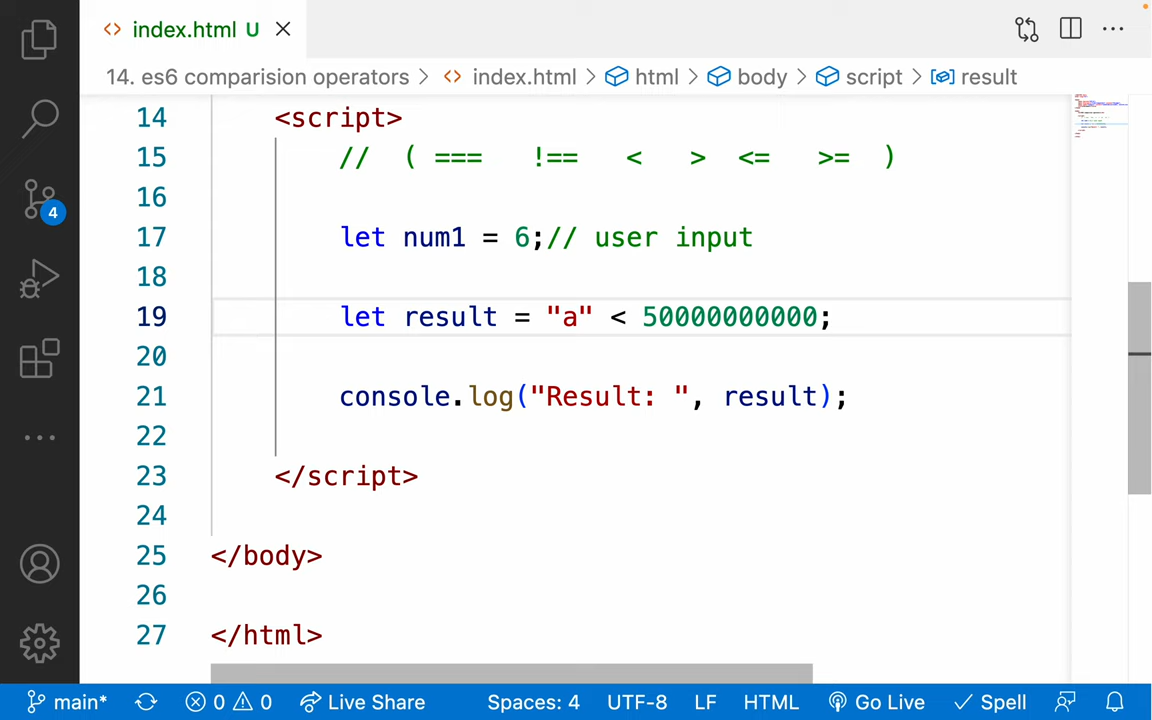 index.html U
14. es6 comparision operators > index.html > html > body > script > result
14 <script>
15 // ( === !== < > <= >= )
16
17 let num1 = 6;// user input
18
19 let result = "a" < 50000000000;
20
21 console.log("Result: ", result);
22
23 </script>
24
25 </body>
26
27 </html>
4
main* 0 0 Live Share Spaces: 4 UTF-8 LF HTML Go Live Spell